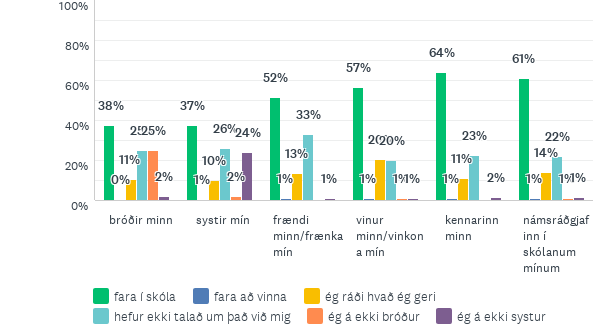 100%
80%
60%
40%
20%
0%
38% 0% 11% 25% 25% 2%
37% 1% 10% 26% 2% 24%
52% 1% 13% 33% 1%
57% 1% 20% 20% 1% 1%
64% 1% 11% 23% 2%
61% 1% 14% 22% 1% 1%
bróðir minn
systir mín
frændi
minn/frænka
mín
vinur
minn/vinkon
a mín
kennarinn
minn
námsráðgjaf
inn í
skólanum
mínum
fara í skóla fara að vinna ég ráði hvað ég geri
hefur ekki talað um það við mig ég á ekki bróður ég á ekki systur